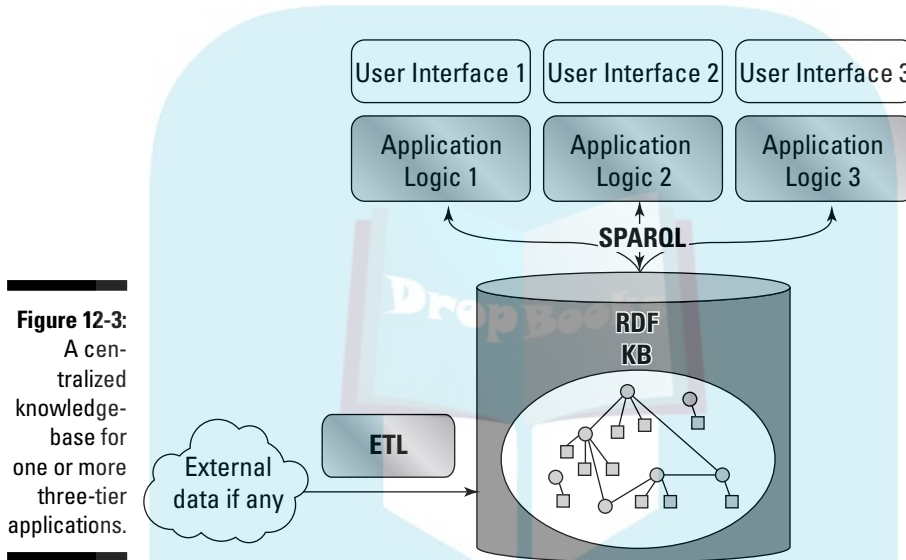 User Interface 1
User Interface 2
User Interface 3
Application
Logic 1
Application
Logic 2
Application
Logic 3
SPARQL
Drop Books
RDF
KB
ETL
External
data if any
Figure 12-3:
A cen-
tralized
knowledge-
base for
one or more
three-tier
applications.